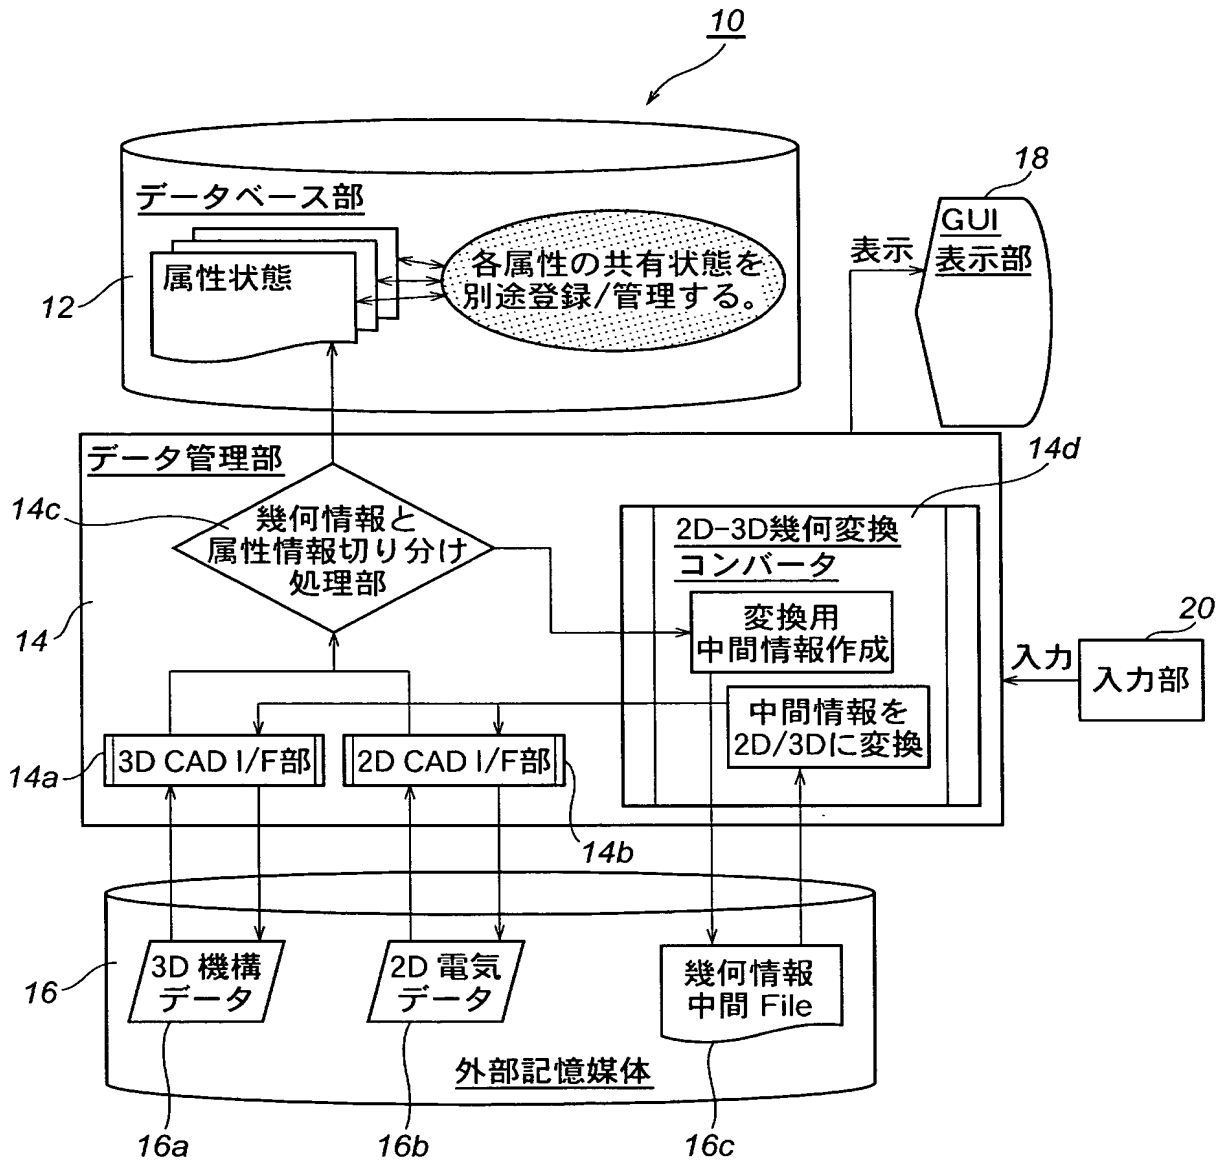 10
データベース部
属性状態
各属性の共有状態を
別途登録/管理する。
12
18
GUI
表示部
表示
データ管理部
14c
幾何情報と
属性情報切り分け
処理部
14d
2D-3D幾何変換
コンバータ
変換用
中間情報作成
中間情報を
2D/3Dに変換
14
20
入力
入力部
14a
3D CAD I/F部
2D CAD I/F部
14b
16
3D 機構
データ
2D 電気
データ
幾何情報
中間 File
外部記憶媒体
16a
16b
16c